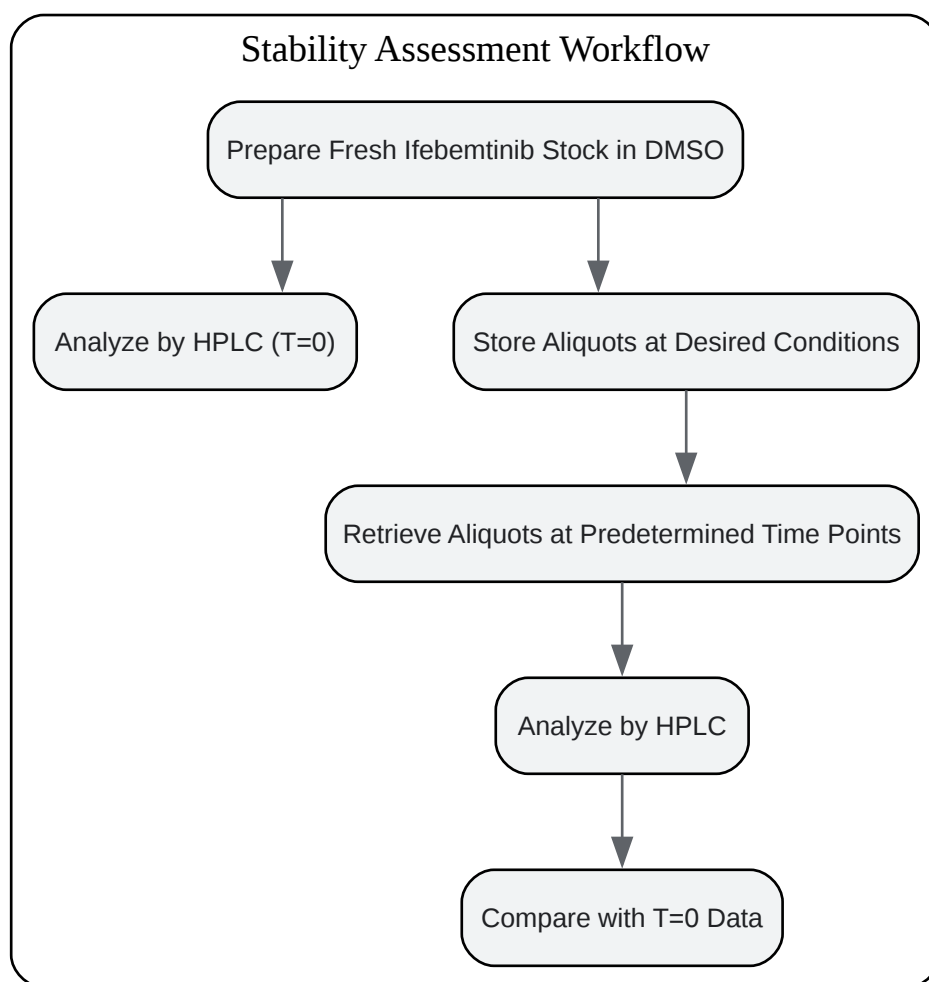 Stability Assessment Workflow
Prepare Fresh Ifebemtinib Stock in DMSO
Analyze by HPLC (T=0)
Store Aliquots at Desired Conditions
Retrieve Aliquots at Predetermined Time Points
Analyze by HPLC
Compare with T=0 Data